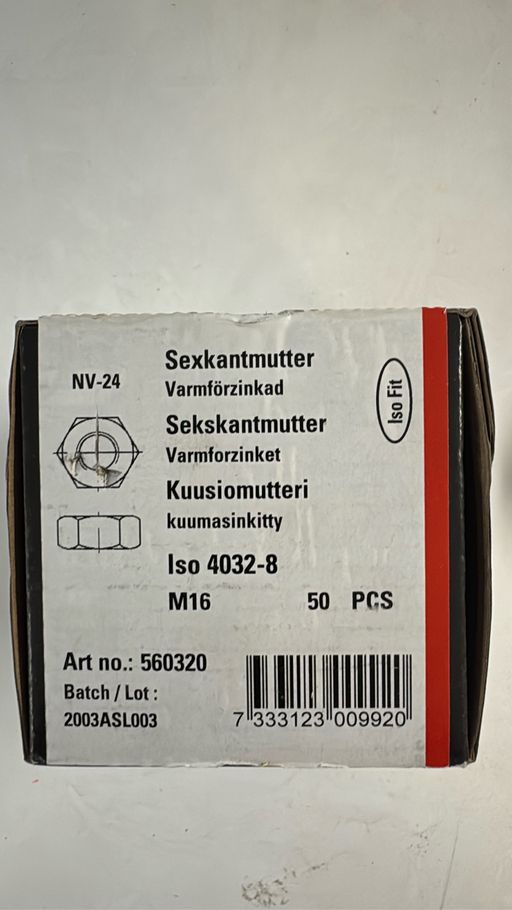 NV-24
Sexkantmutter
Varmförzinkad
Sekskantmutter
Varmforzinket
Kuusiomutteri
kuumasinkitty
Iso Fit
Iso 4032-8
M16 50 PCS
Art no.: 560320
Batch / Lot :
2003ASL003
7 333123 009920